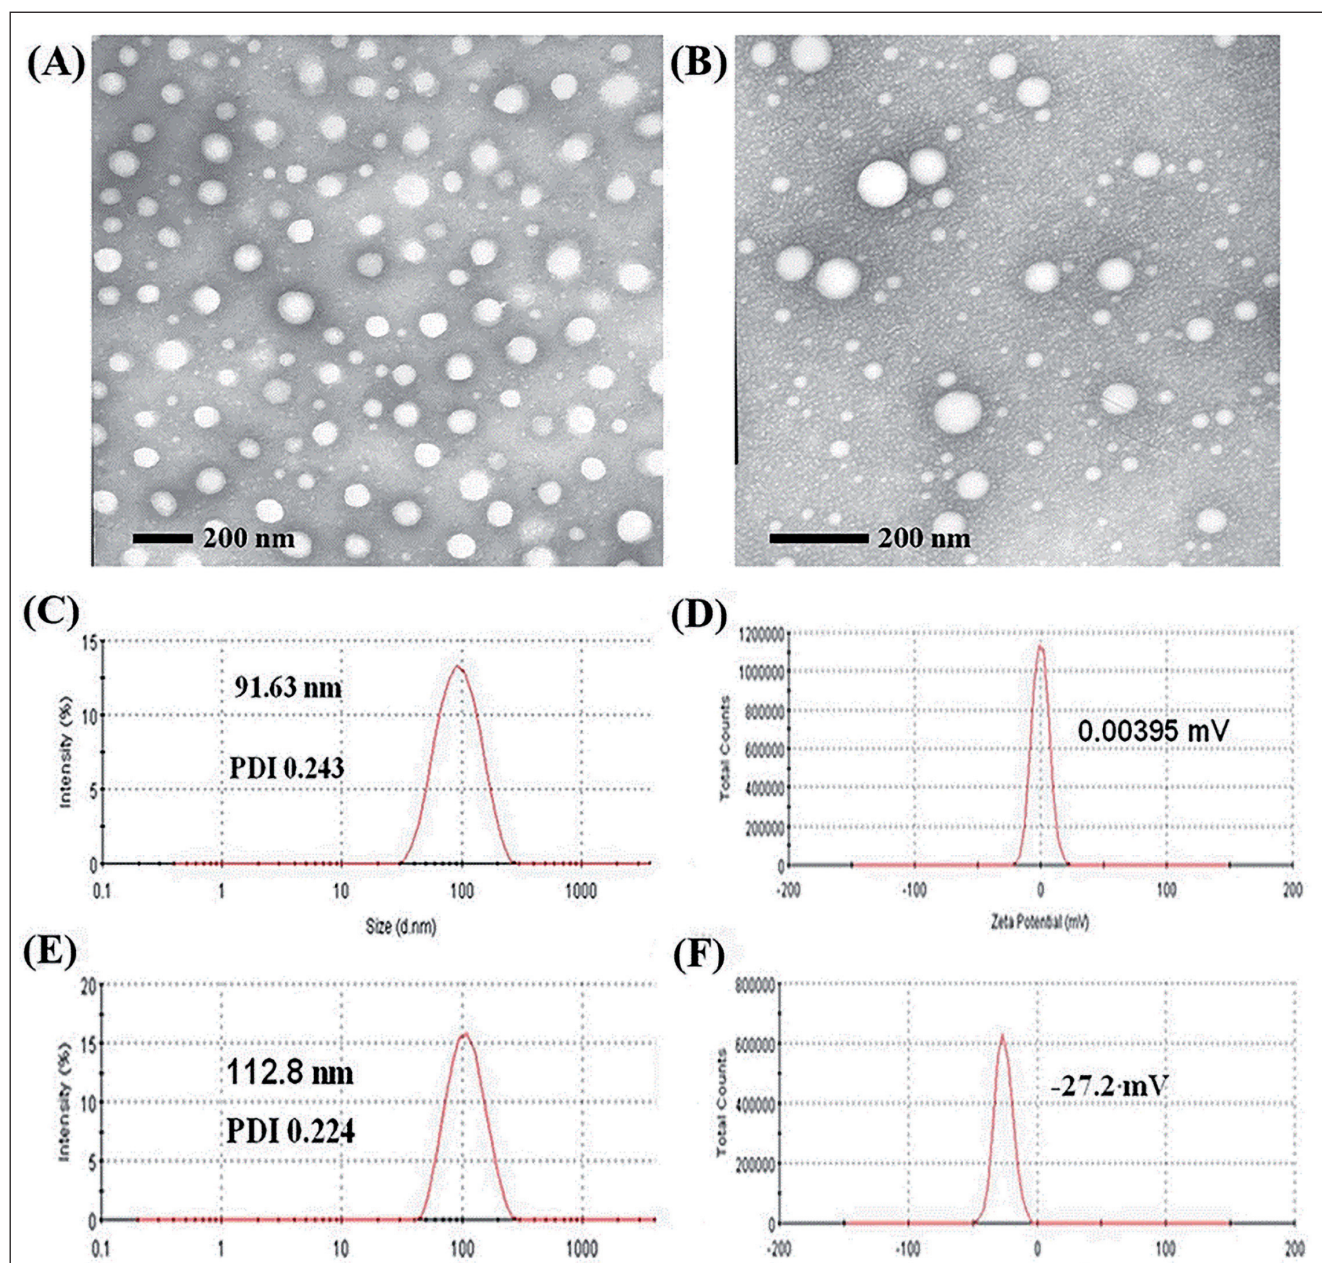 (A)
(B)
200 nm
200 nm
(C)
15
10
5
0
Intensity (%)
91.63 nm
PDI 0.243
0.1
1
10
100
1000
Size (d.nm)
(D)
1200000
1000000
800000
600000
400000
200000
0
Total Counts
0.00395 mV
-200
-100
0
100
200
Zeta Potential (mV)
(E)
20
15
10
5
0
Intensity (%)
112.8 nm
PDI 0.224
0.1
1
10
100
1000
(F)
800000
600000
400000
200000
0
Total Counts
-27.2·mV
-200
-100
0
100
200